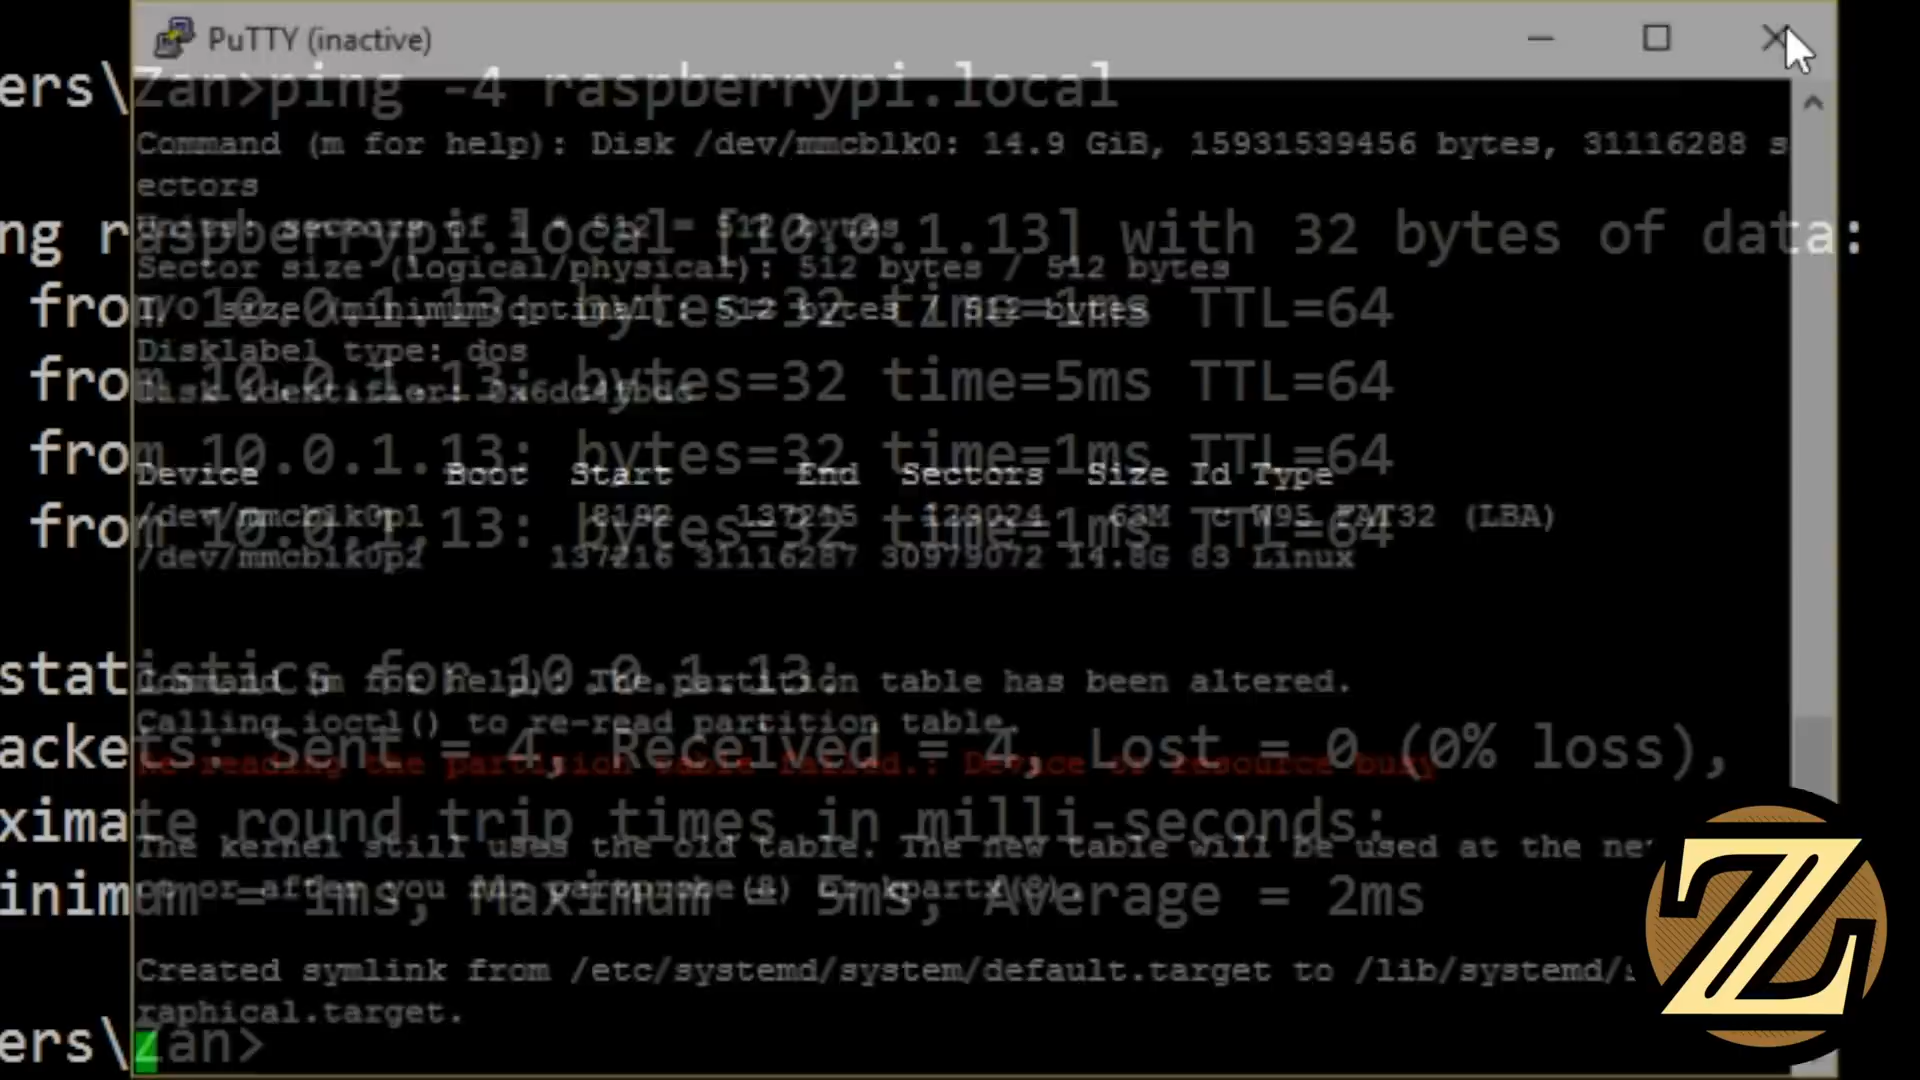 PuTTY (inactive)
ers\Zan>ping -4 raspberrypi.local
Command (m for help): Disk /dev/mmcblk0: 14.9 GiB, 15931539456 bytes, 31116288 s
ectors
ng raspberrypi.local [10.0.1.13] with 32 bytes of data:
Units: sectors of 1 * 512 = 512 bytes
Sector size (logical/physical): 512 bytes / 512 bytes
from 10.0.1.13: bytes=32 time=1ms TTL=64
I/O size (minimum/optimal): 512 bytes / 512 bytes
Disklabel type: dos
from 10.0.1.13: bytes=32 time=5ms TTL=64
Disk identifier:
from 10.0.1.13: bytes=32 time=1ms TTL=64
Device Boot Start End Sectors Size Id Type
/dev/mmcblk0p1 8192 137215 129024 63M c W95 FAT32 (LBA)
from 10.0.1.13: bytes=32 time=1ms TTL=64
/dev/mmcblk0p2 137216 31116287 30979072 14.8G 83 Linux
statistics for 10.0.1.13:
Command (m for help): The partition table has been altered.
Calling ioctl() to re-read partition table.
ackets: Sent = 4, Received = 4, Lost = 0 (0% loss),
Re-reading the partition table failed.: Device or resource busy
ximate round trip times in milli-seconds:
The kernel still uses the old table. The new table will be used at the ne
inimum = 1ms, Maximum = 5ms, Average = 2ms
or after you run partprobe(8) or kpartx(8).
Created symlink from /etc/systemd/system/default.target to /lib/systemd/s
raphical.target.
ers\Zan>
Z